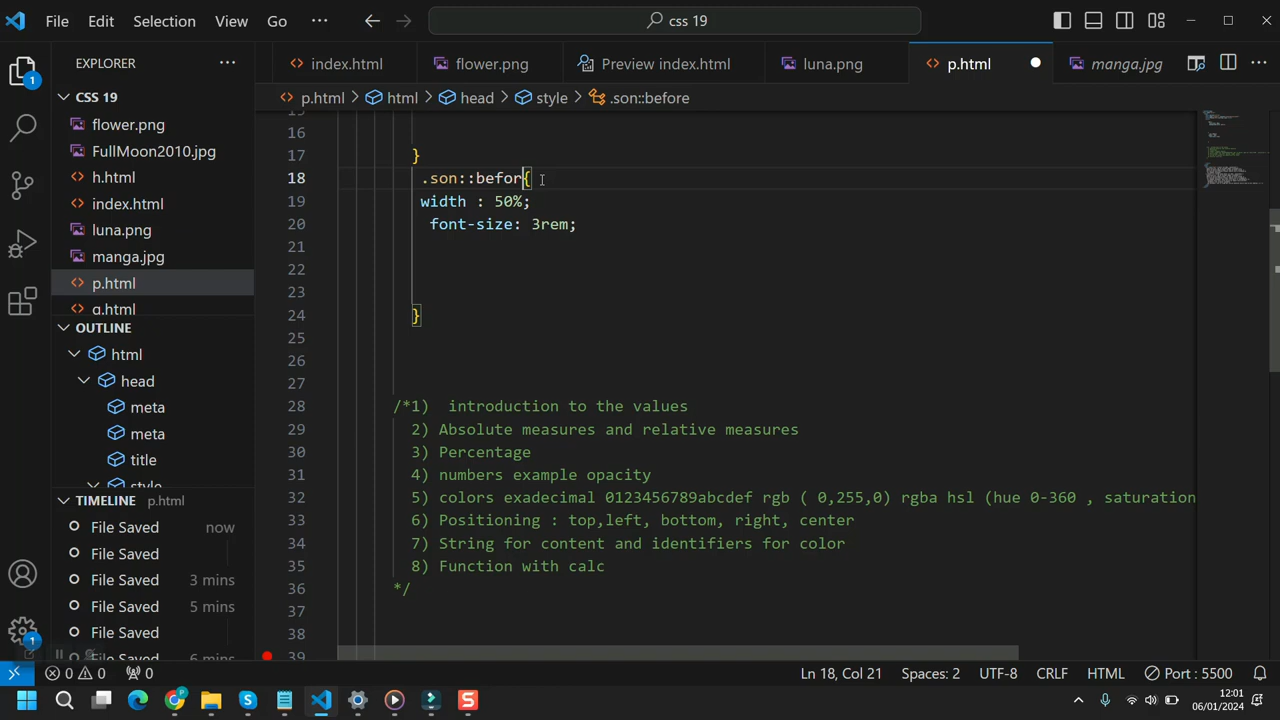 File Edit Selection View Go ··· css 19
EXPLORER ···
index.html flower.png Preview index.html luna.png p.html manga.jpg ···
p.html > html > head > style > .son::before
CSS 19
flower.png
FullMoon2010.jpg
h.html
index.html
luna.png
manga.jpg
p.html
q.html
OUTLINE
html
head
meta
meta
title
style
TIMELINE p.html
File Saved now
File Saved
File Saved 3 mins
File Saved 5 mins
File Saved
File Saved 6 mins
15
16
17 }
18 .son::befor{
19 width : 50%;
20 font-size: 3rem;
21
22
23
24 }
25
26
27
28 /*1) introduction to the values
29 2) Absolute measures and relative measures
30 3) Percentage
31 4) numbers example opacity
32 5) colors exadecimal 0123456789abcdef rgb ( 0,255,0) rgba hsl (hue 0-360 , saturation
33 6) Positioning : top,left, bottom, right, center
34 7) String for content and identifiers for color
35 8) Function with calc
36 */
37
38
39
1
1
0 0 0 Ln 18, Col 21 Spaces: 2 UTF-8 CRLF HTML Port : 5500
12:01
06/01/2024